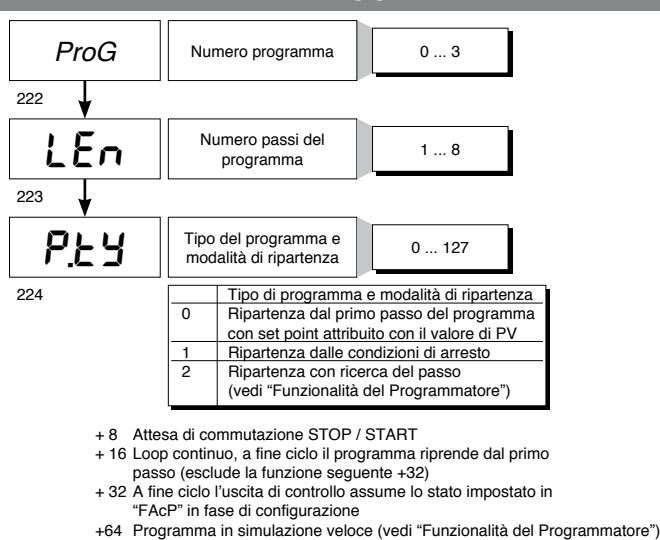 ProG
Numero programma
0 ... 3
222
LEn
Numero passi del
programma
1 ... 8
223
P.tY
Tipo del programma e
modalità di ripartenza
0 ... 127
224
Tipo di programma e modalità di ripartenza
0 Ripartenza dal primo passo del programma
con set point attribuito con il valore di PV
1 Ripartenza dalle condizioni di arresto
2 Ripartenza con ricerca del passo
(vedi “Funzionalità del Programmatore”)
+ 8 Attesa di commutazione STOP / START
+ 16 Loop continuo, a fine ciclo il programma riprende dal primo
passo (esclude la funzione seguente +32)
+ 32 A fine ciclo l’uscita di controllo assume lo stato impostato in
“FAcP” in fase di configurazione
+64 Programma in simulazione veloce (vedi “Funzionalità del Programmatore”)